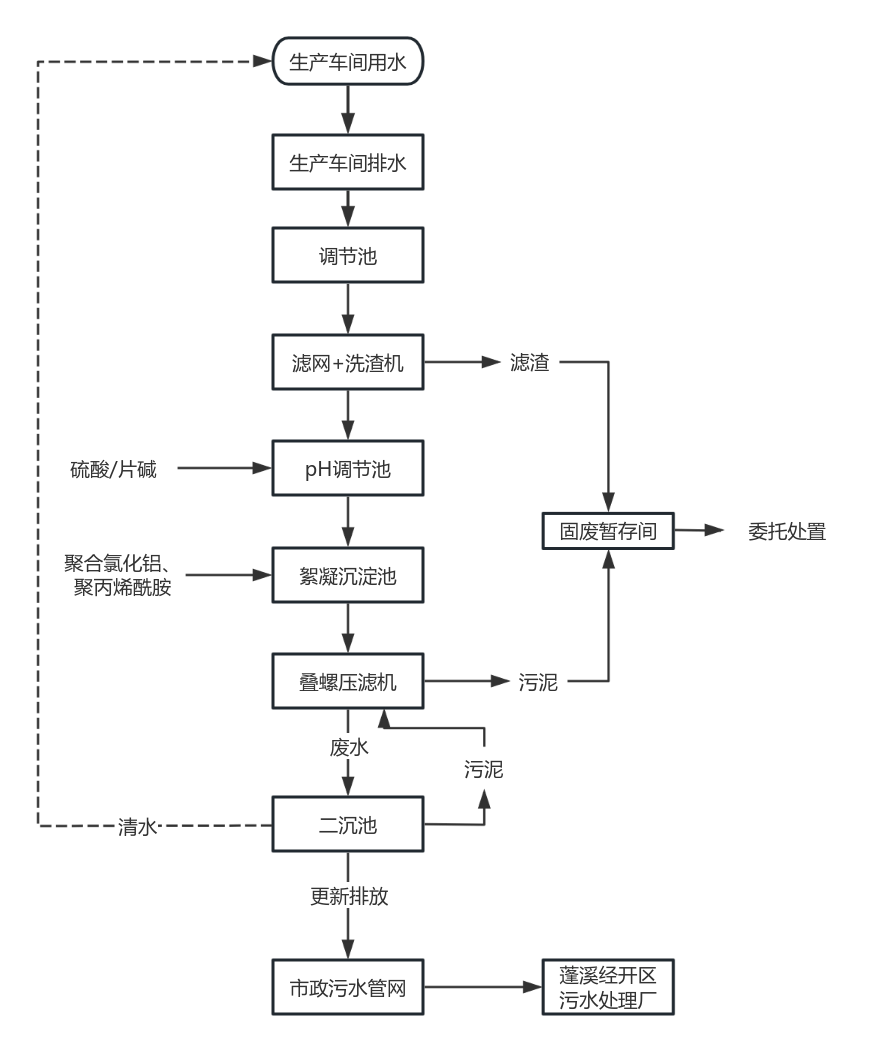 生产车间用水
生产车间排水
调节池
滤网+洗渣机
滤渣
硫酸/片碱
pH调节池
固废暂存间
委托处置
聚合氯化铝、
聚丙烯酰胺
絮凝沉淀池
叠螺压滤机
污泥
废水
污泥
清水
二沉池
更新排放
市政污水管网
蓬溪经开区
污水处理厂